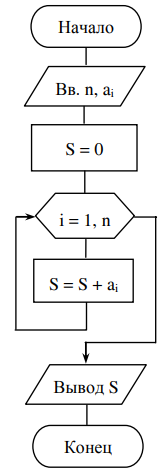 Начало
Вв. n, aᵢ
S = 0
i = 1, n
S = S + aᵢ
Вывод S
Конец